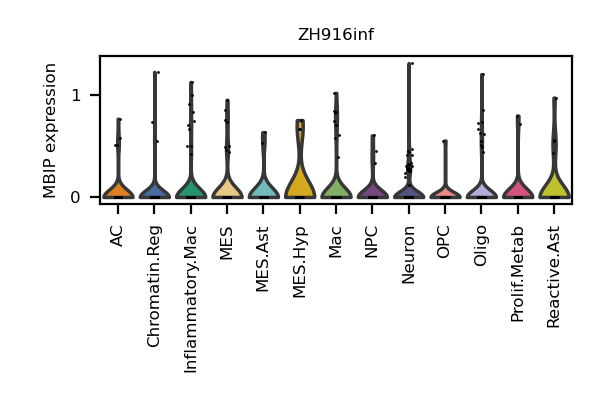 ZH916inf
MBIP expression
1
0
AC
Chromatin.Reg
Inflammatory.Mac
MES
MES.Ast
MES.Hyp
Mac
NPC
Neuron
OPC
Oligo
Prolif.Metab
Reactive.Ast